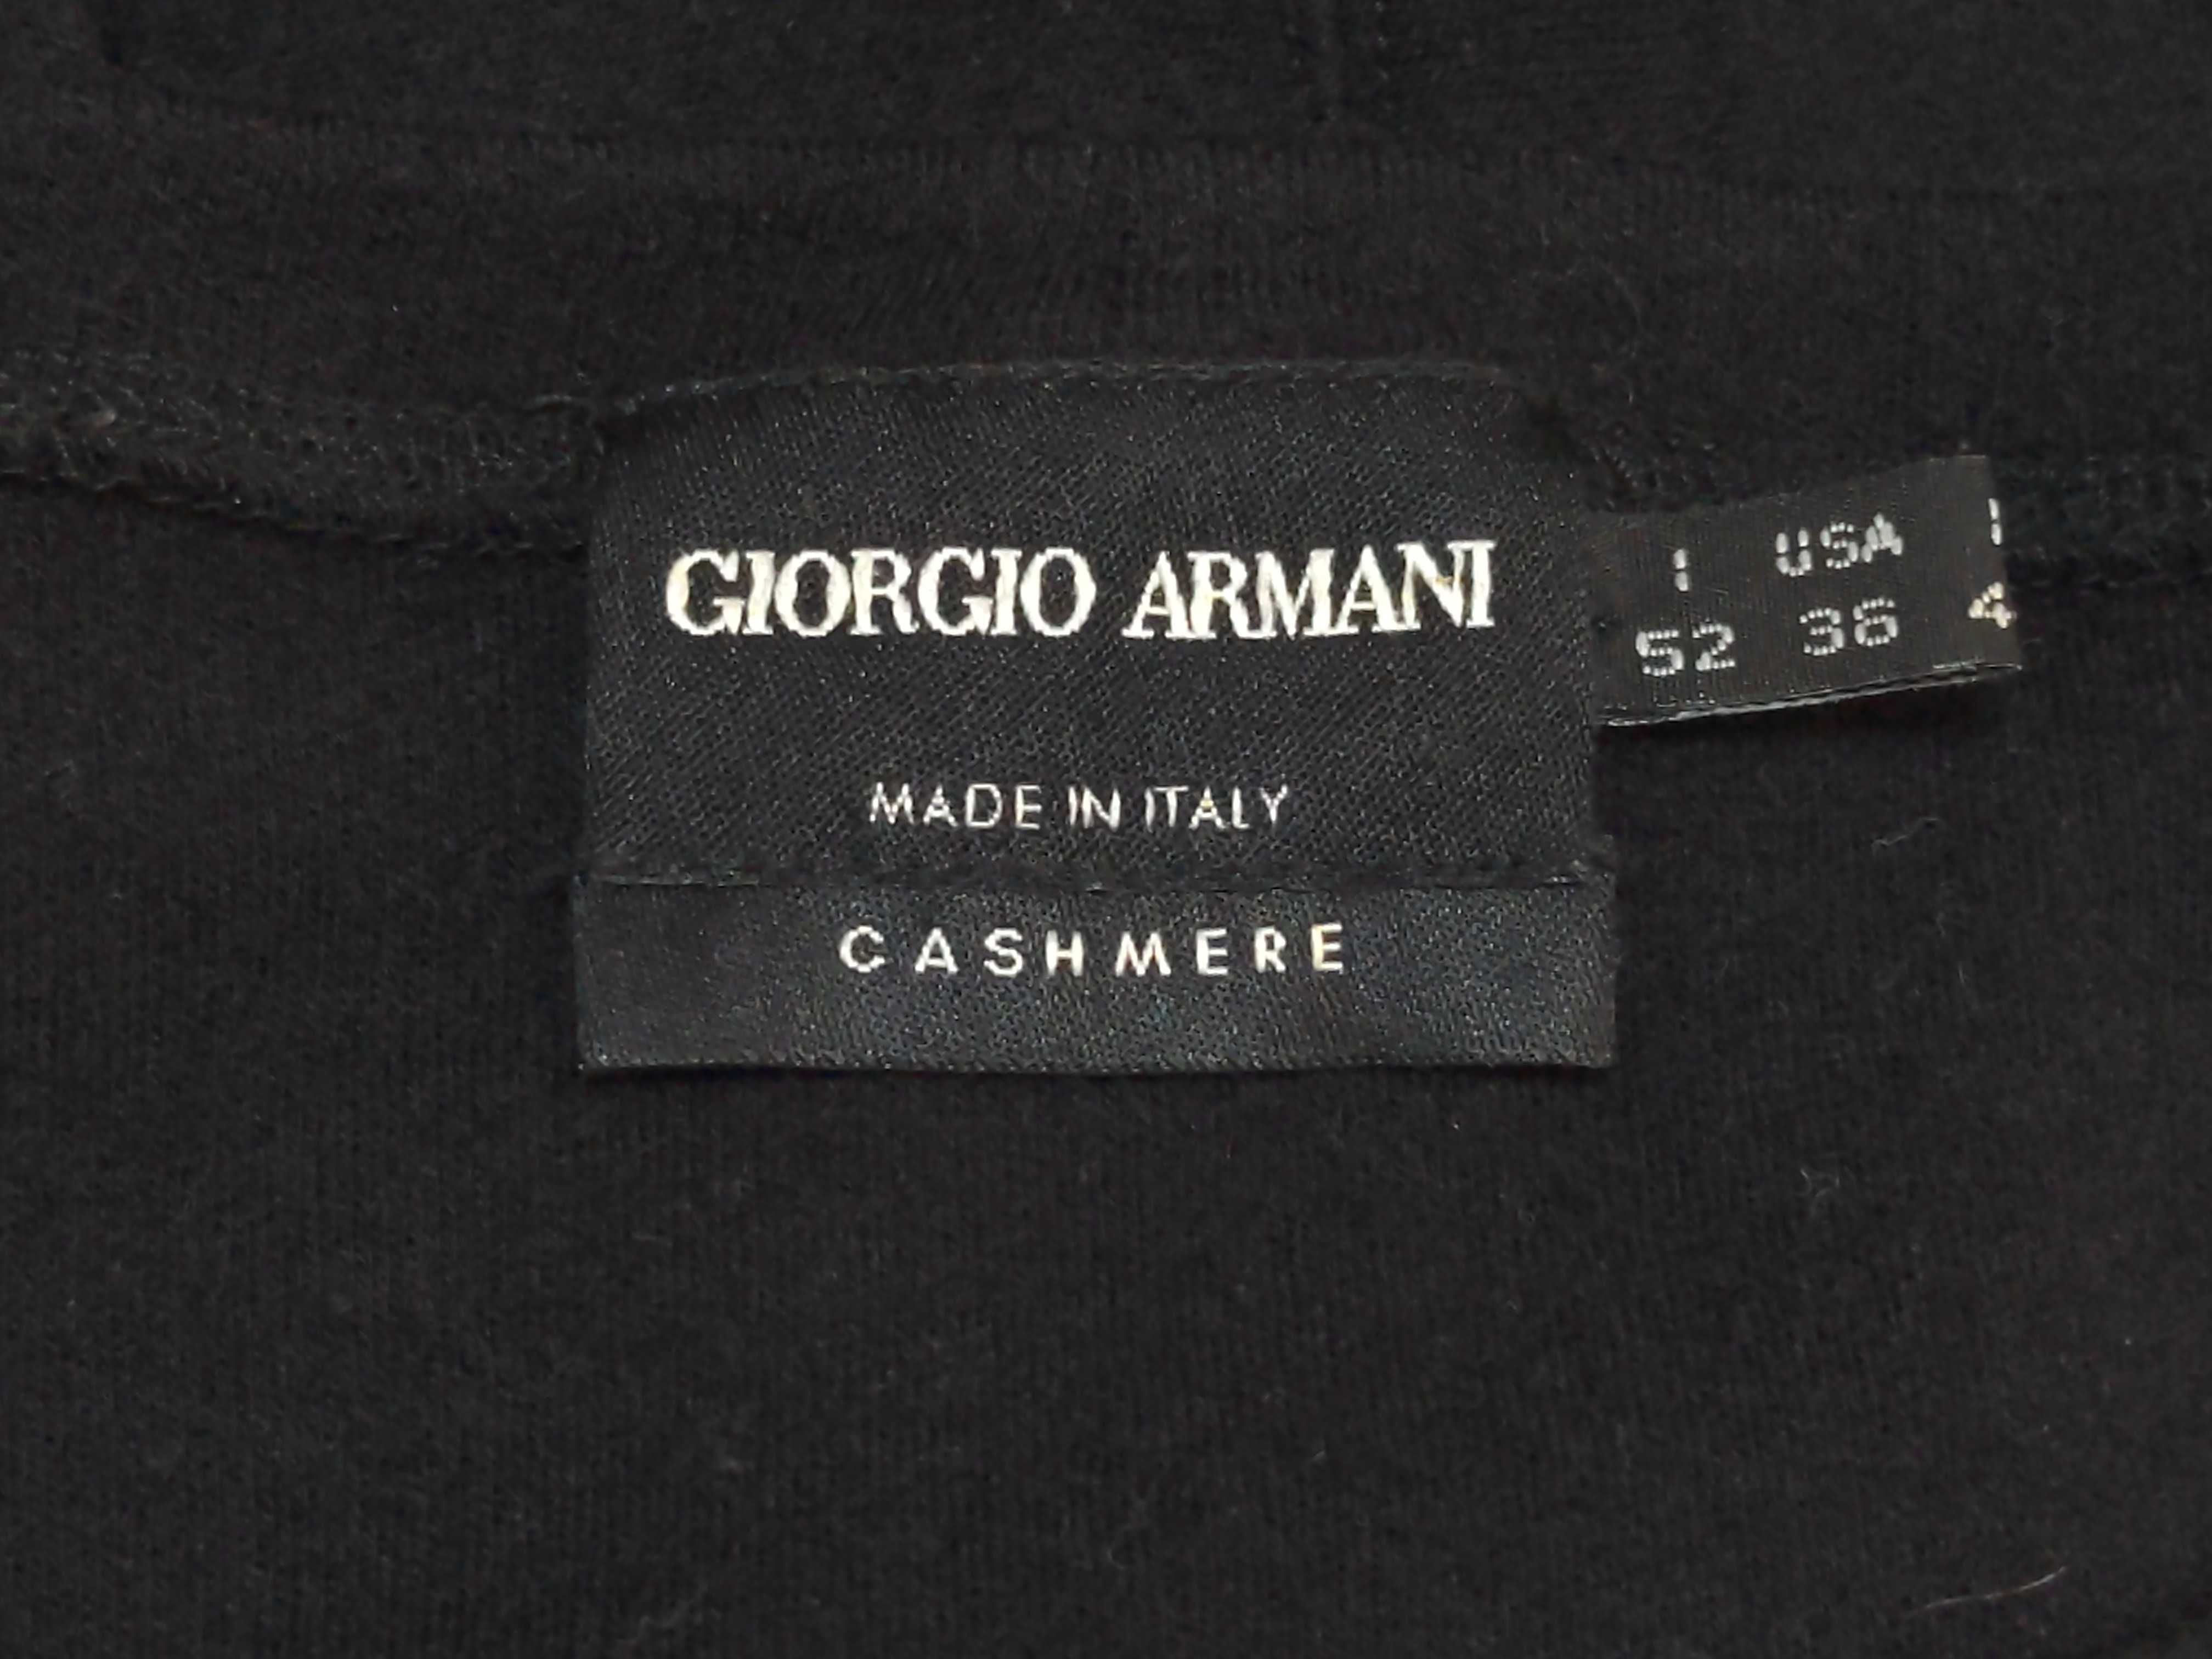 GIORGIO ARMANI
MADE IN ITALY
CASHMERE
I USA
52 36 4